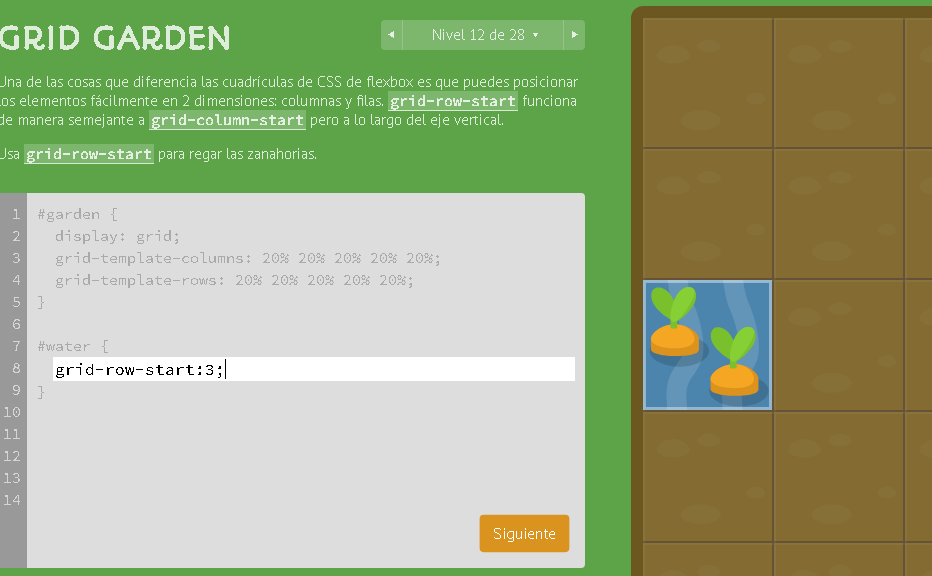 GRID GARDEN
◀ Nivel 12 de 28 ▾ ▶
Una de las cosas que diferencia las cuadrículas de CSS de flexbox es que puedes posicionar
los elementos fácilmente en 2 dimensiones: columnas y filas. grid-row-start funciona
de manera semejante a grid-column-start pero a lo largo del eje vertical.
Usa grid-row-start para regar las zanahorias.
1 #garden {
2 display: grid;
3 grid-template-columns: 20% 20% 20% 20% 20%;
4 grid-template-rows: 20% 20% 20% 20% 20%;
5 }
6
7 #water {
8 grid-row-start:3;
9 }
10
11
12
13
14
Siguiente